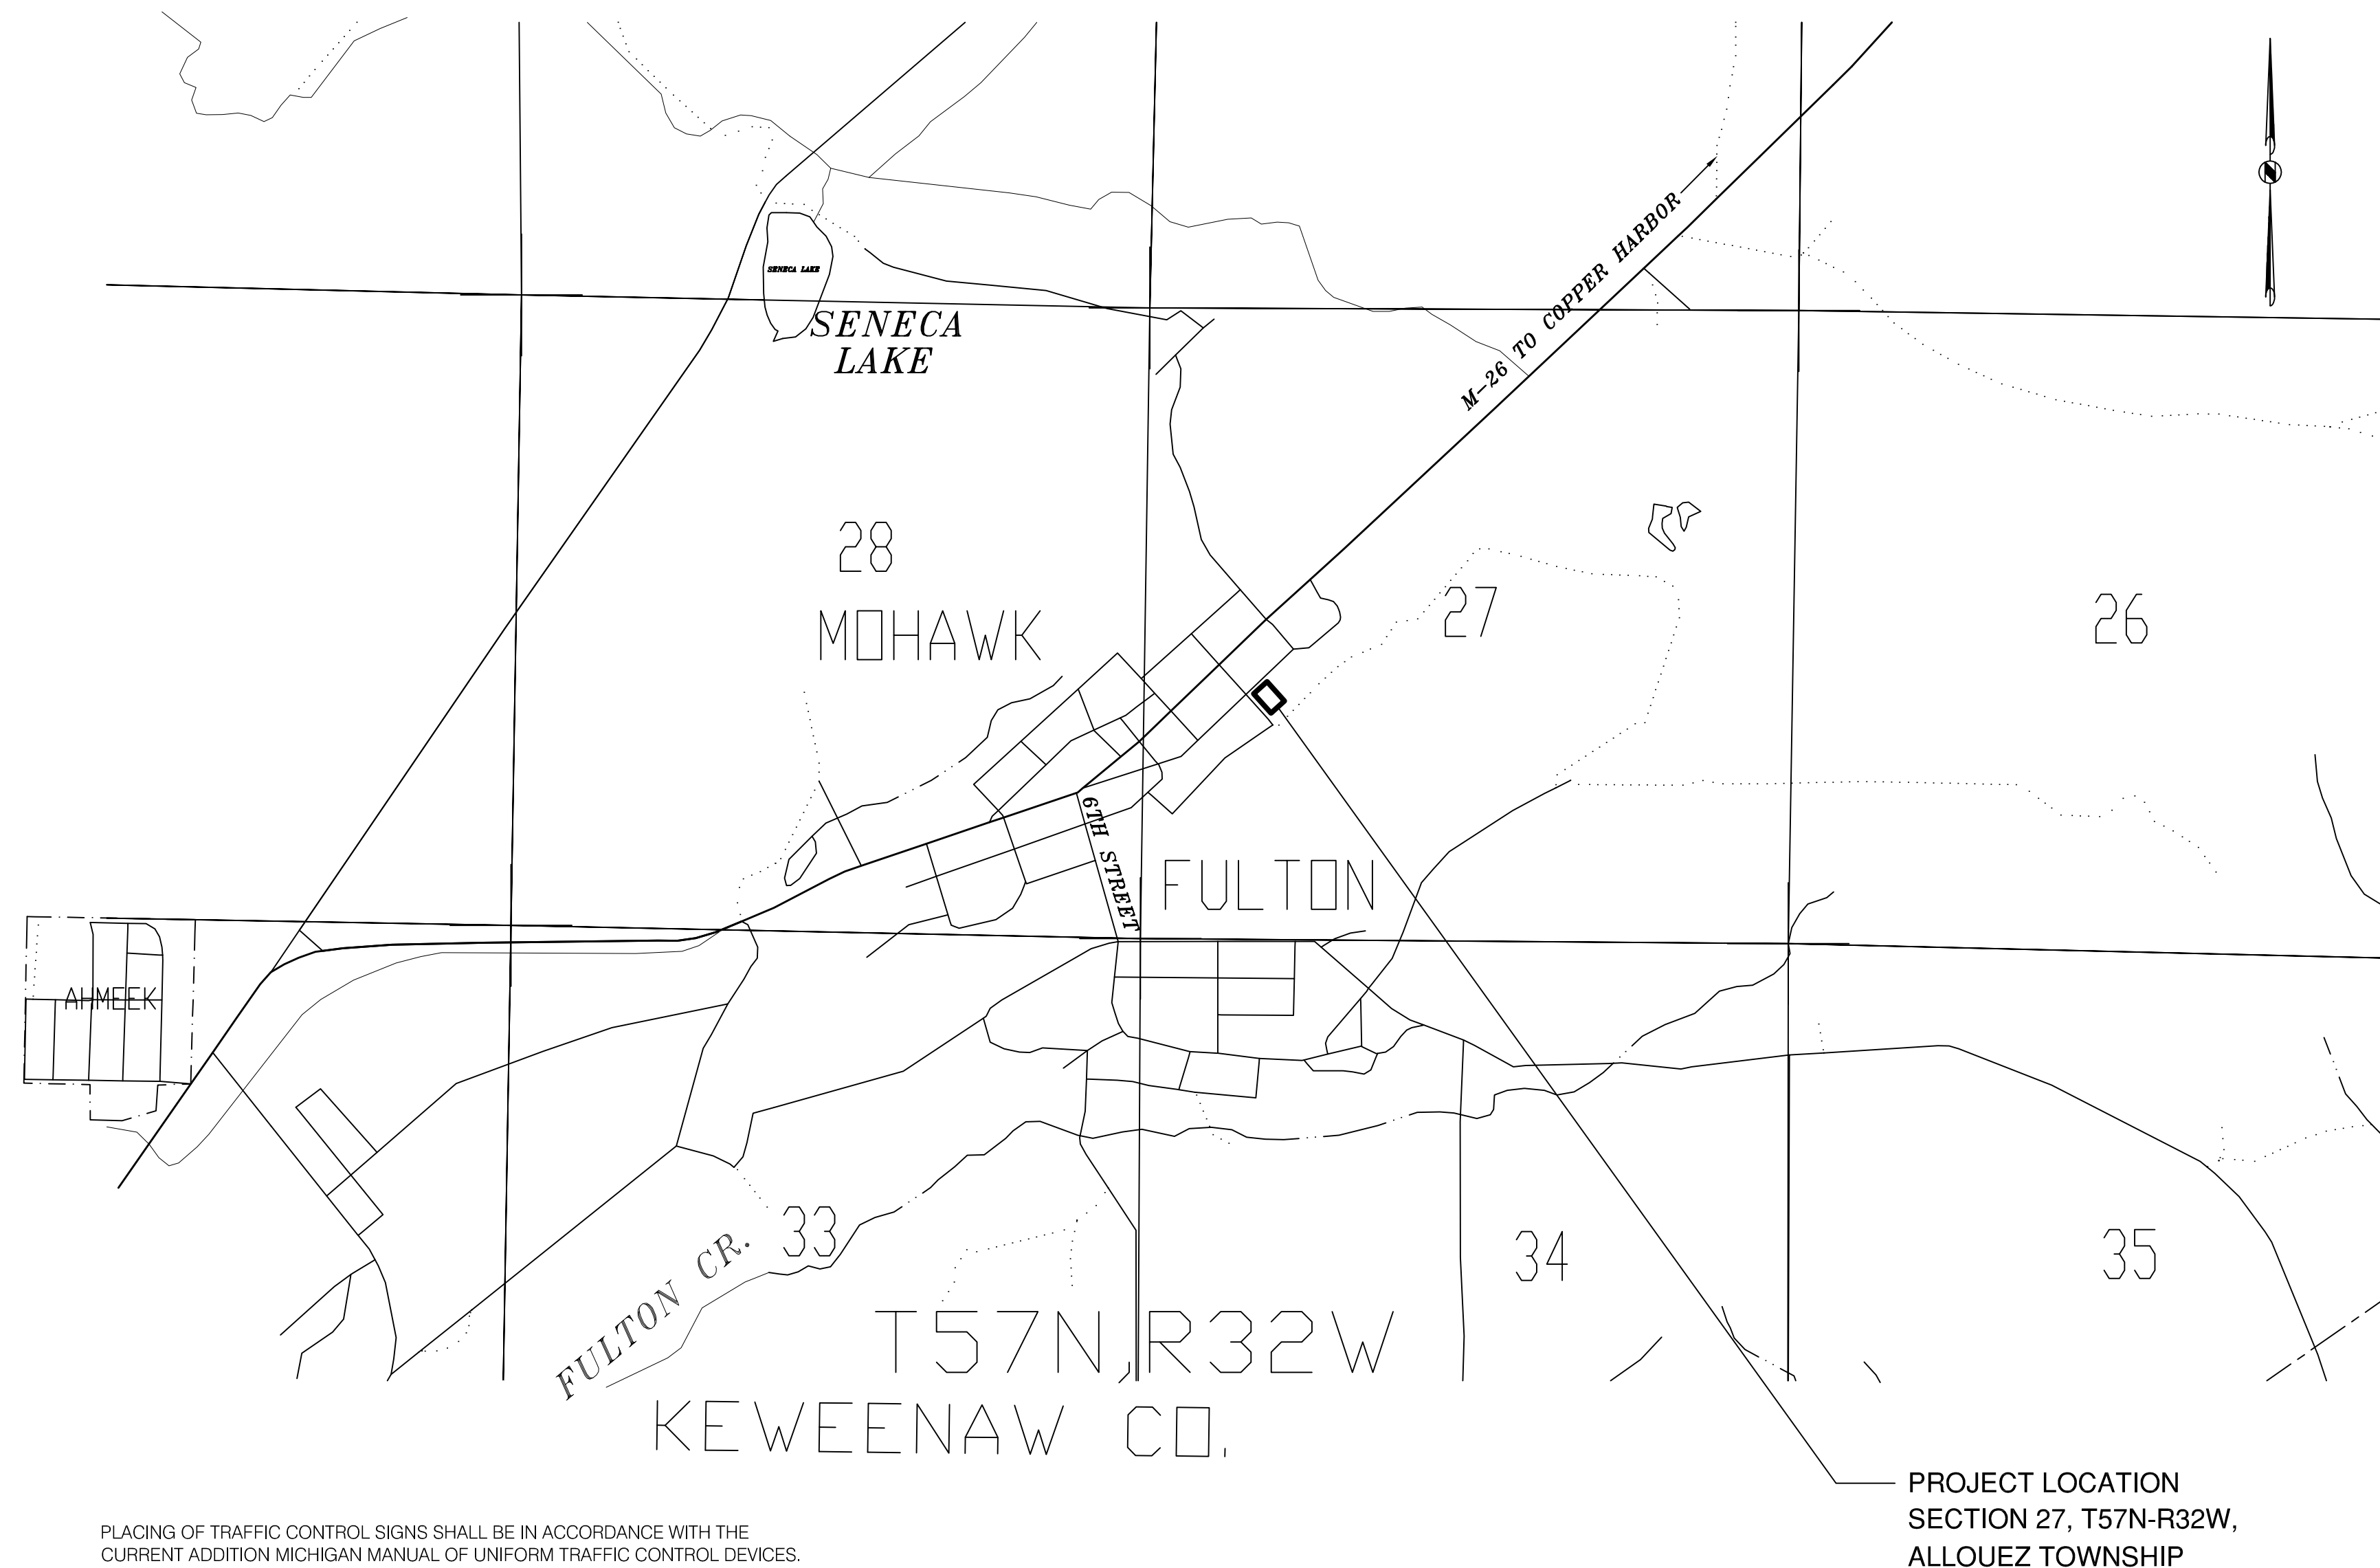 N
M-26 TO COPPER HARBOR
SENECA LAKE
SENECA
LAKE
28
27
26
MOHAWK
6TH STREET
FULTON
AHMEEK
33
34
35
FULTON CR.
T57N,R32W
KEWEENAW CO.
PROJECT LOCATION
SECTION 27, T57N-R32W,
ALLOUEZ TOWNSHIP
PLACING OF TRAFFIC CONTROL SIGNS SHALL BE IN ACCORDANCE WITH THE
CURRENT ADDITION MICHIGAN MANUAL OF UNIFORM TRAFFIC CONTROL DEVICES.